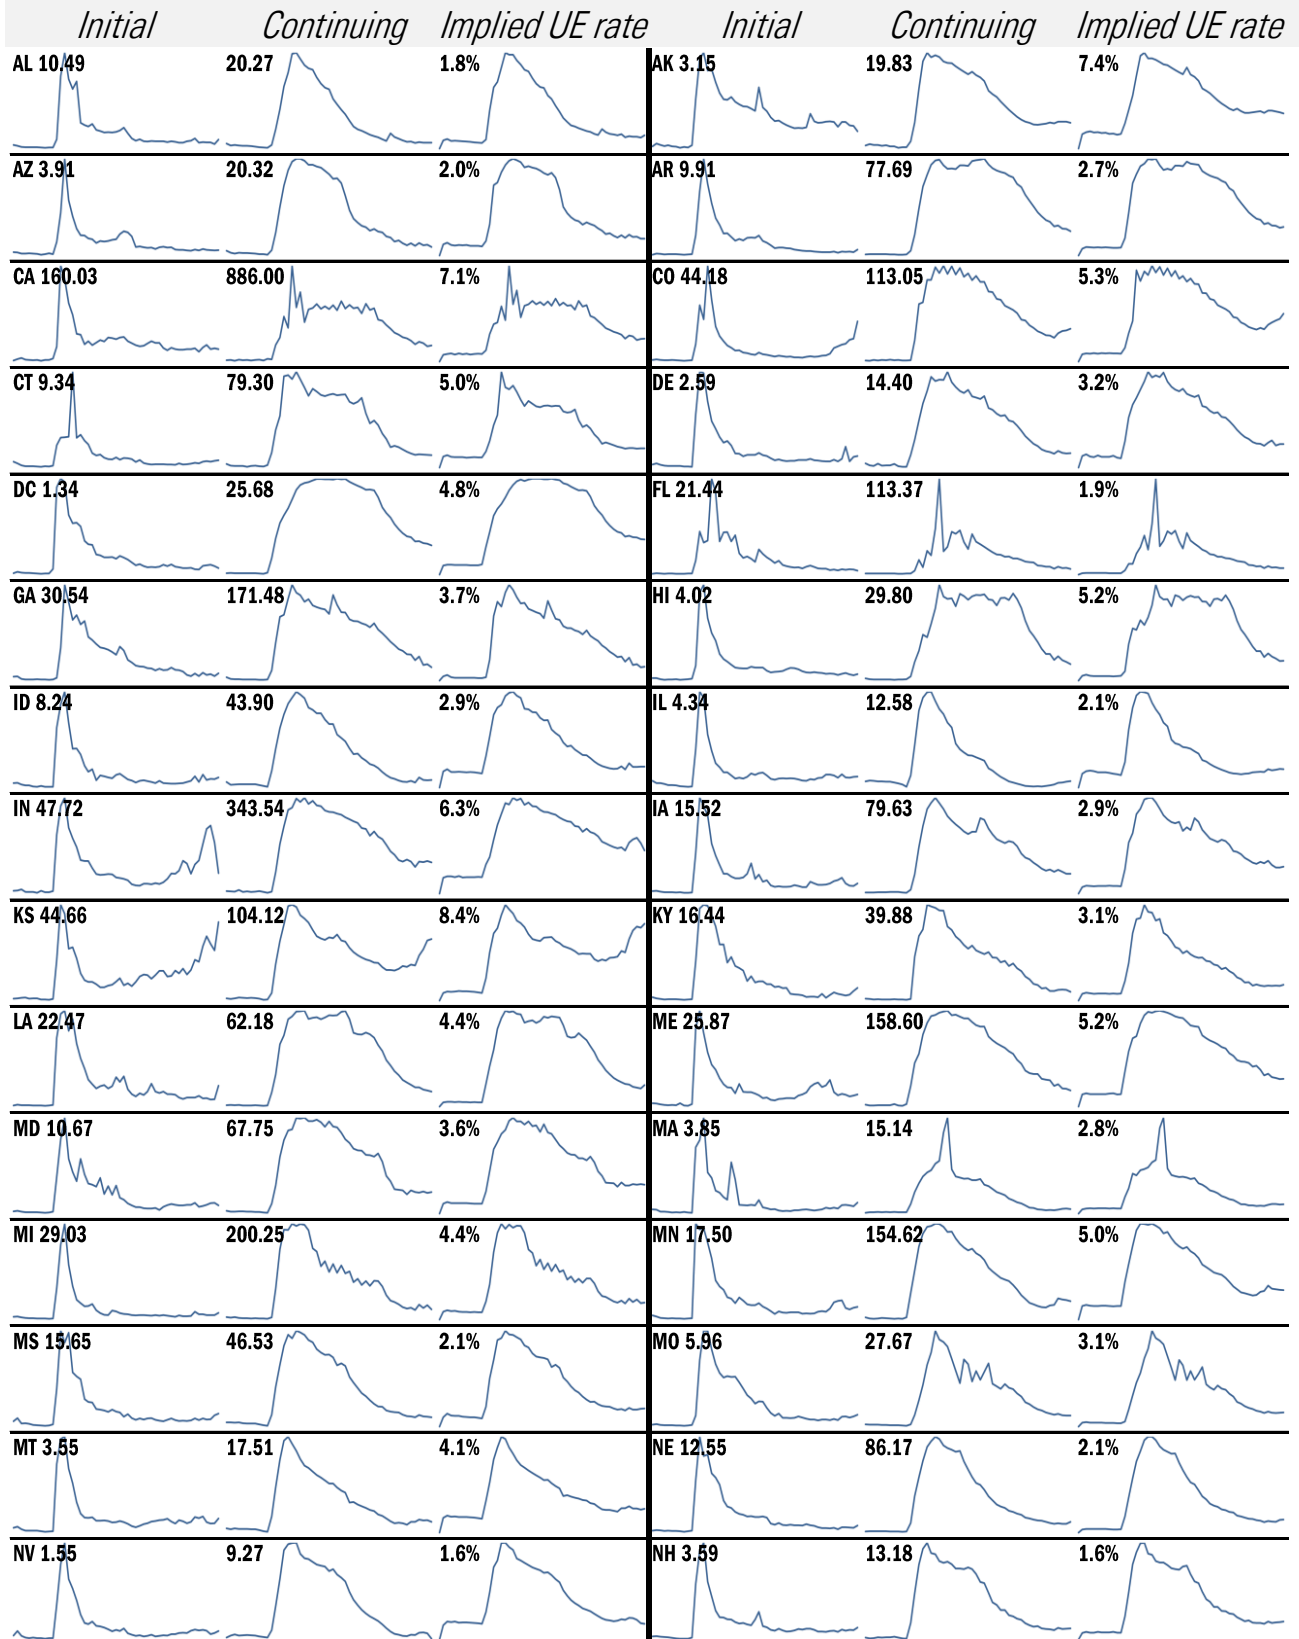 Initial Continuing Implied UE rate Initial Continuing Implied UE rate
AL 10.49 20.27 1.8% AK 3.15 19.83 7.4%
AZ 3.91 20.32 2.0% AR 9.91 77.69 2.7%
CA 160.03 886.00 7.1% CO 44.18 113.05 5.3%
CT 9.34 79.30 5.0% DE 2.59 14.40 3.2%
DC 1.34 25.68 4.8% FL 21.44 113.37 1.9%
GA 30.54 171.48 3.7% HI 4.02 29.80 5.2%
ID 8.24 43.90 2.9% IL 4.34 12.58 2.1%
IN 47.72 343.54 6.3% IA 15.52 79.63 2.9%
KS 44.66 104.12 8.4% KY 16.44 39.88 3.1%
LA 22.47 62.18 4.4% ME 25.87 158.60 5.2%
MD 10.67 67.75 3.6% MA 3.85 15.14 2.8%
MI 29.03 200.25 4.4% MN 17.50 154.62 5.0%
MS 15.65 46.53 2.1% MO 5.96 27.67 3.1%
MT 3.55 17.51 4.1% NE 12.55 86.17 2.1%
NV 1.55 9.27 1.6% NH 3.59 13.18 1.6%